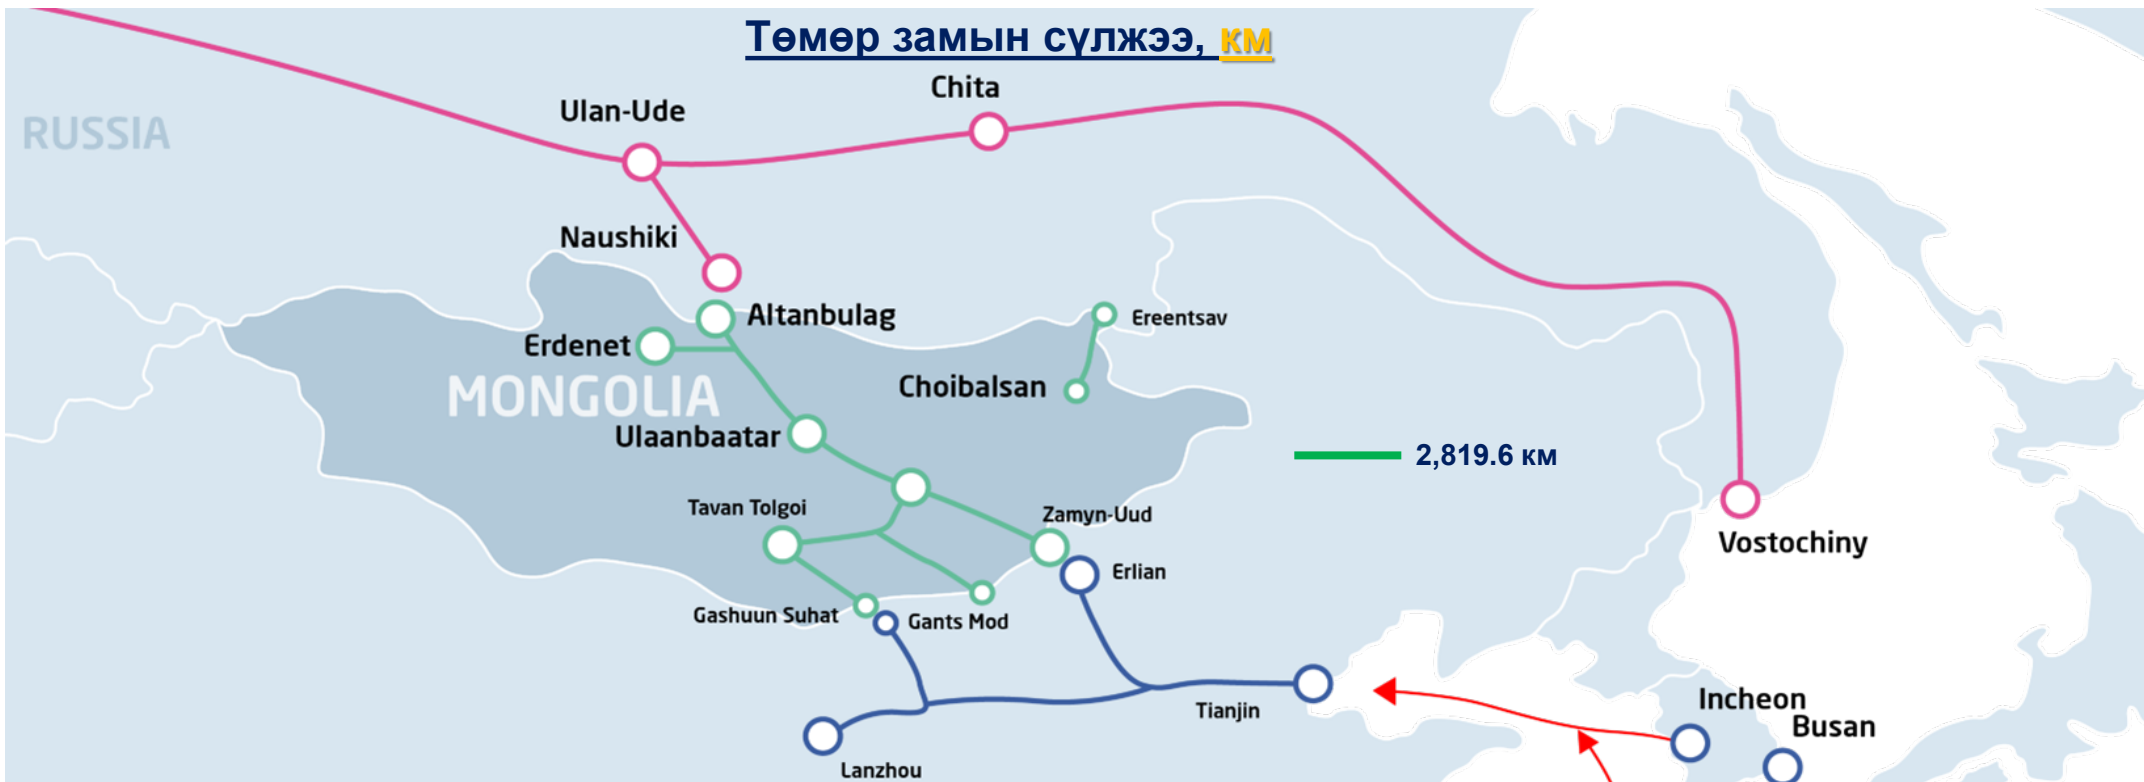 Төмөр замын сүлжээ, км
Chita
Ulan-Ude
RUSSIA
Naushiki
Altanbulag
Ereentsav
Erdenet
MONGOLIA
Choibalsan
Ulaanbaatar
2,819.6 км
Tavan Tolgoi
Zamyn-Uud
Vostochiny
Erlian
Gashuun Suhat
Gants Mod
Tianjin
Incheon
Busan
Lanzhou